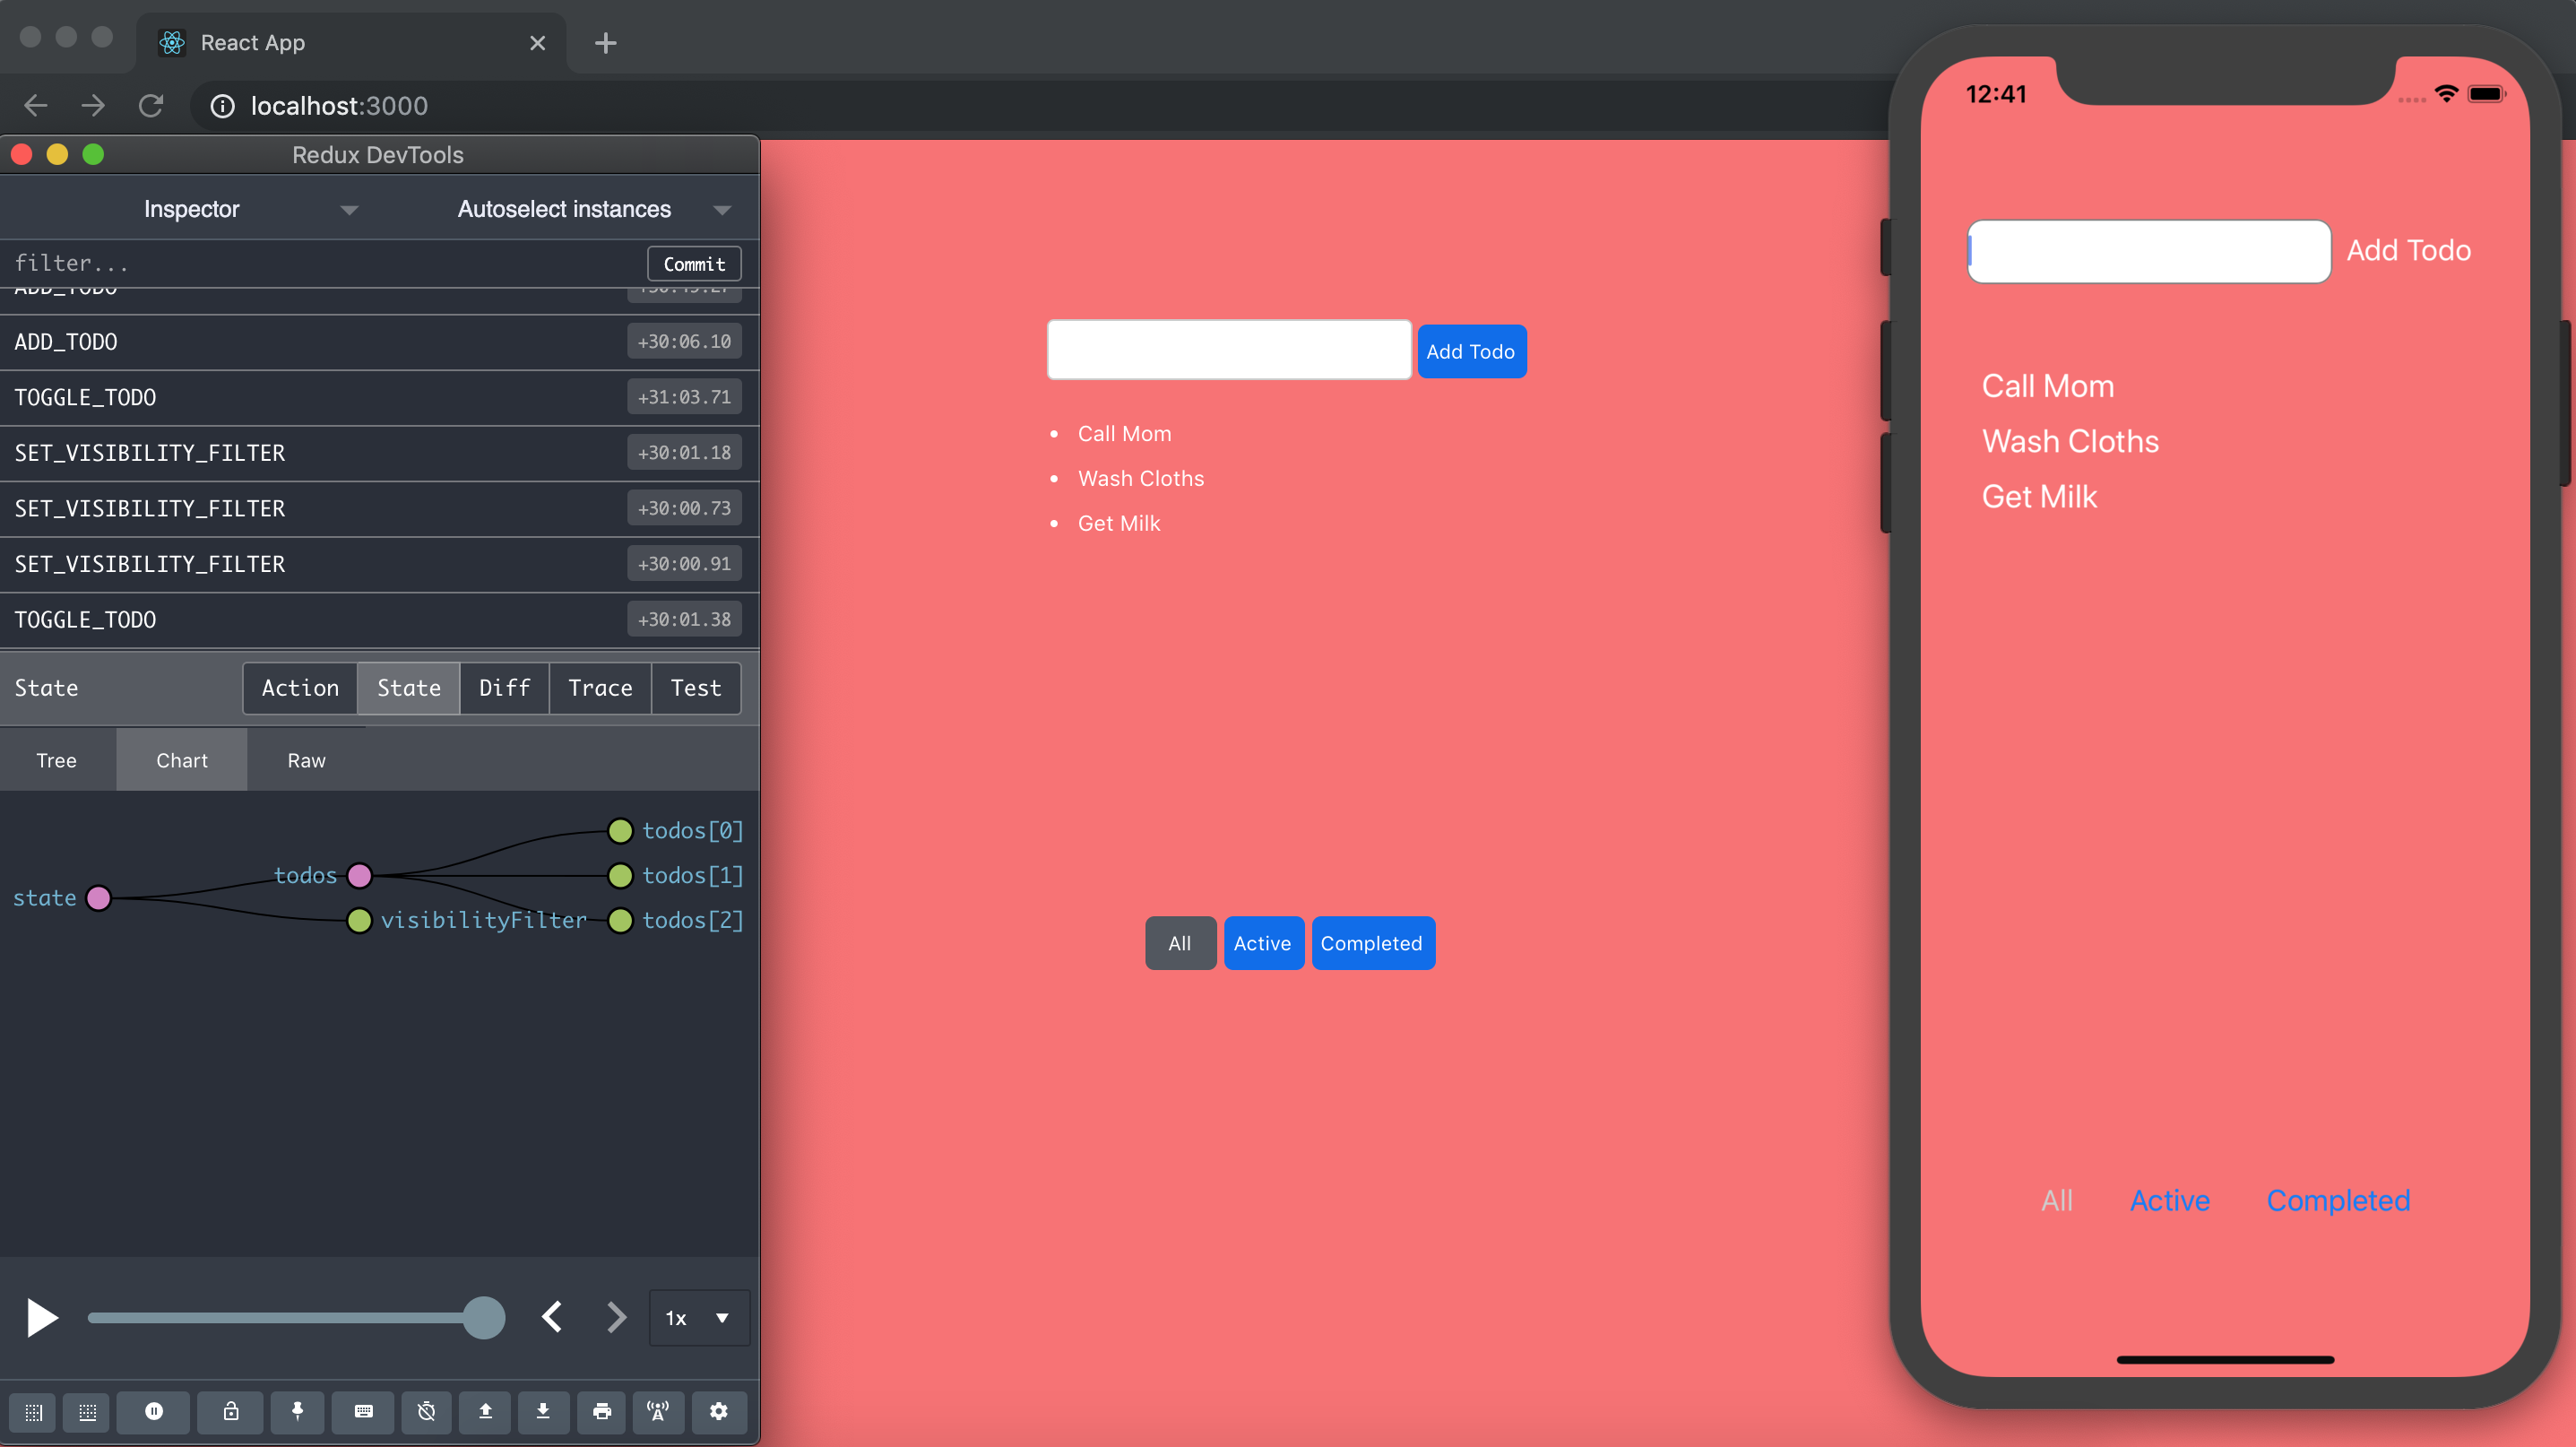 React App
localhost:3000
Redux DevTools
Inspector Autoselect instances
filter... Commit
ADD_TODO
ADD_TODO +30:06.10
TOGGLE_TODO +31:03.71
SET_VISIBILITY_FILTER +30:01.18
SET_VISIBILITY_FILTER +30:00.73
SET_VISIBILITY_FILTER +30:00.91
TOGGLE_TODO +30:01.38
State Action State Diff Trace Test
Tree Chart Raw
todos[0]
todos todos[1]
state
visibilityFilter todos[2]
1x
Add Todo
Call Mom
Wash Cloths
Get Milk
All Active Completed
12:41
Add Todo
Call Mom
Wash Cloths
Get Milk
All Active Completed